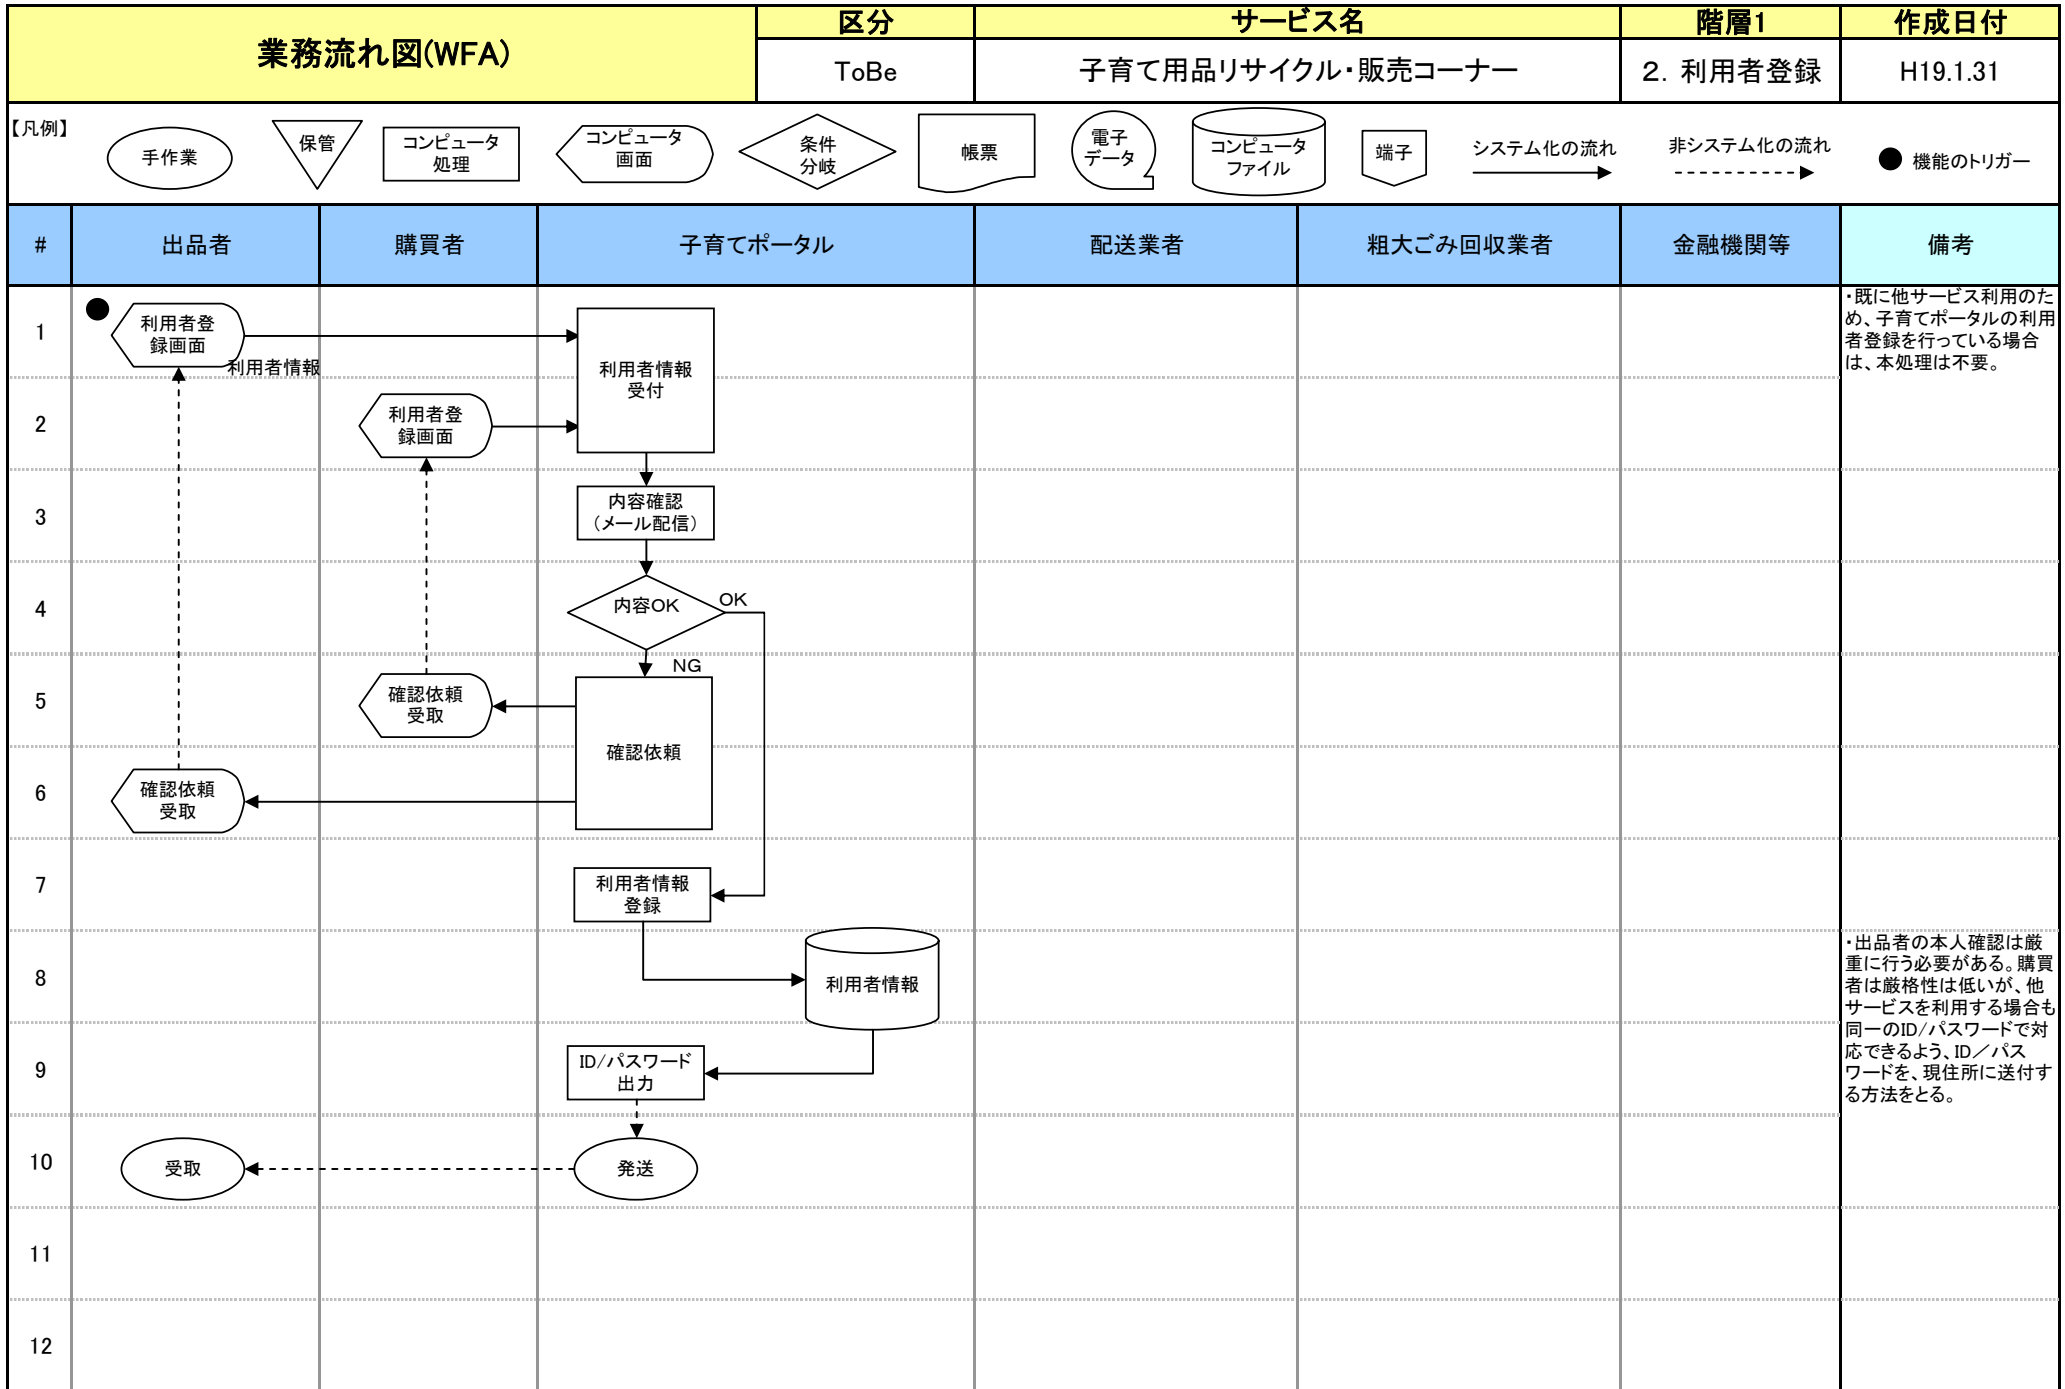 業務流れ図(WFA)
区分
サービス名
階層1
作成日付
ToBe
子育て用品リサイクル・販売コーナー
2. 利用者登録
H19.1.31
【凡例】
手作業
保管
コンピュータ
処理
コンピュータ
画面
条件
分岐
帳票
電子
データ
コンピュータ
ファイル
端子
システム化の流れ
非システム化の流れ
機能のトリガー
#
出品者
購買者
子育てポータル
配送業者
粗大ごみ回収業者
金融機関等
備考
1
利用者登
録画面
利用者情報
利用者情報
受付
・既に他サービス利用のた
め、子育てポータルの利用
者登録を行っている場合
は、本処理は不要。
2
利用者登
録画面
3
内容確認
(メール配信)
4
内容OK
OK
NG
5
確認依頼
受取
確認依頼
6
確認依頼
受取
7
利用者情報
登録
8
利用者情報
・出品者の本人確認は厳
重に行う必要がある。購買
者は厳格性は低いが、他
サービスを利用する場合も
同一のID/パスワードで対
応できるよう、ID/パス
ワードを、現住所に送付す
る方法をとる。
9
ID/パスワード
出力
10
受取
発送
11
12